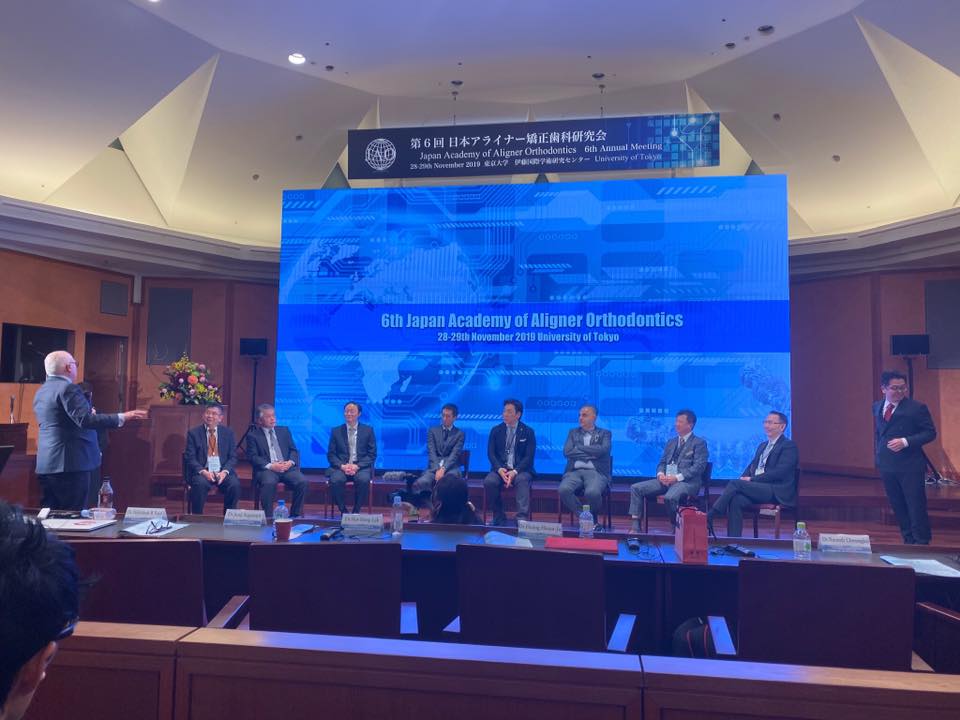 第6回 日本アライナー矯正歯科研究会
Japan Academy of Aligner Orthodontics 6th Annual Meeting
28-29th November 2019 東京大学 伊藤国際学術研究センター University of Tokyo
JAAO
6th Japan Academy of Aligner Orthodontics
28-29th November 2019 University of Tokyo